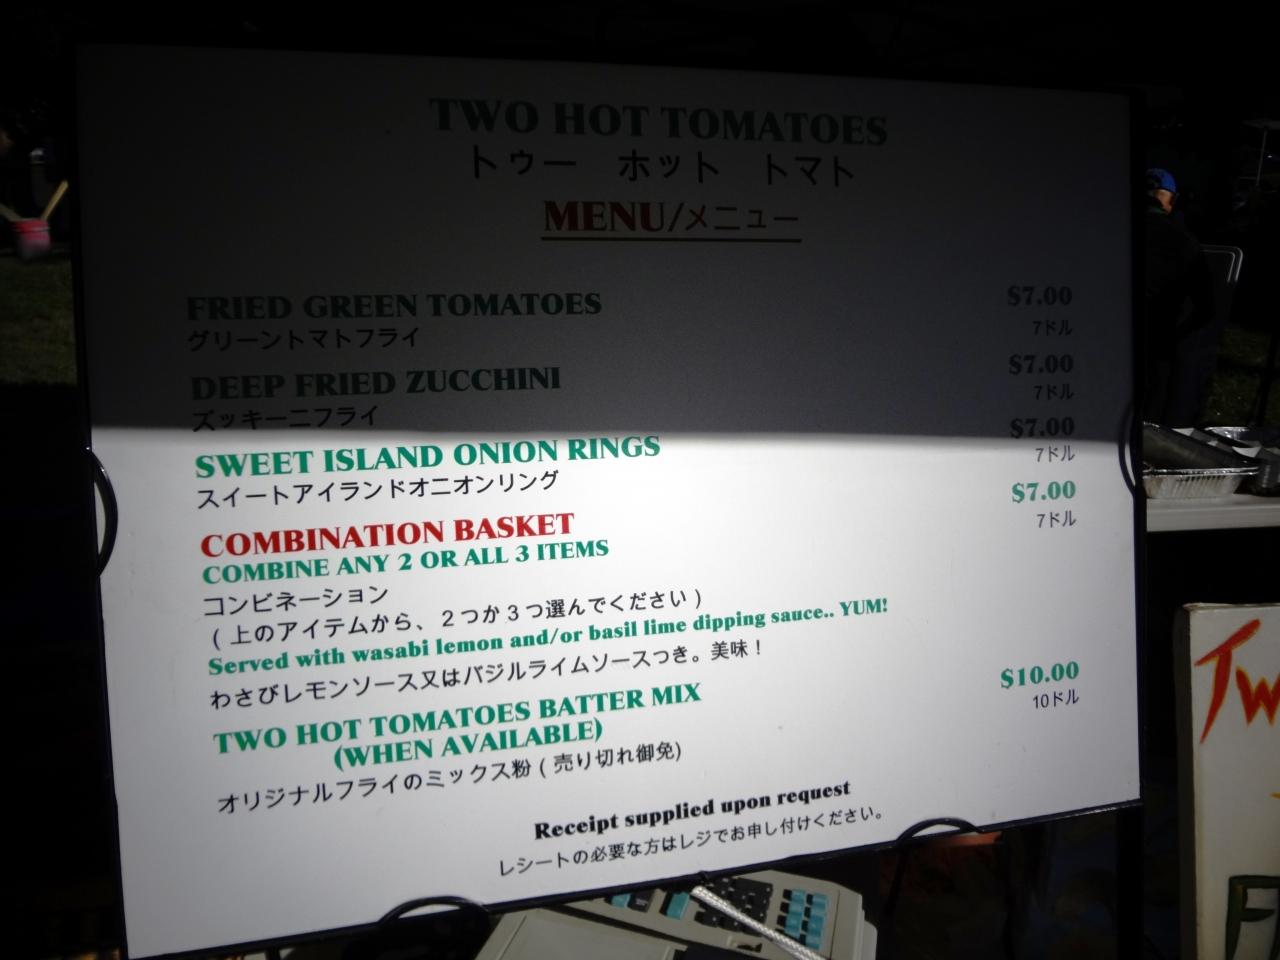 TWO HOT TOMATOES
トゥー ホット トマト
MENU/メニュー
FRIED GREEN TOMATOES $7.00
グリーントマトフライ 7ドル
DEEP FRIED ZUCCHINI $7.00
ズッキーニフライ 7ドル
SWEET ISLAND ONION RINGS $7.00
スイートアイランドオニオンリング 7ドル
COMBINATION BASKET $7.00
COMBINE ANY 2 OR ALL 3 ITEMS 7ドル
コンビネーション
(上のアイテムから、2つか3つ選んでください)
Served with wasabi lemon and/or basil lime dipping sauce.. YUM!
わさびレモンソース又はバジルライムソースつき。美味！
TWO HOT TOMATOES BATTER MIX $10.00
(WHEN AVAILABLE) 10ドル
オリジナルフライのミックス粉 (売り切れ御免)
Receipt supplied upon request
レシートの必要な方はレジでお申し付けください。